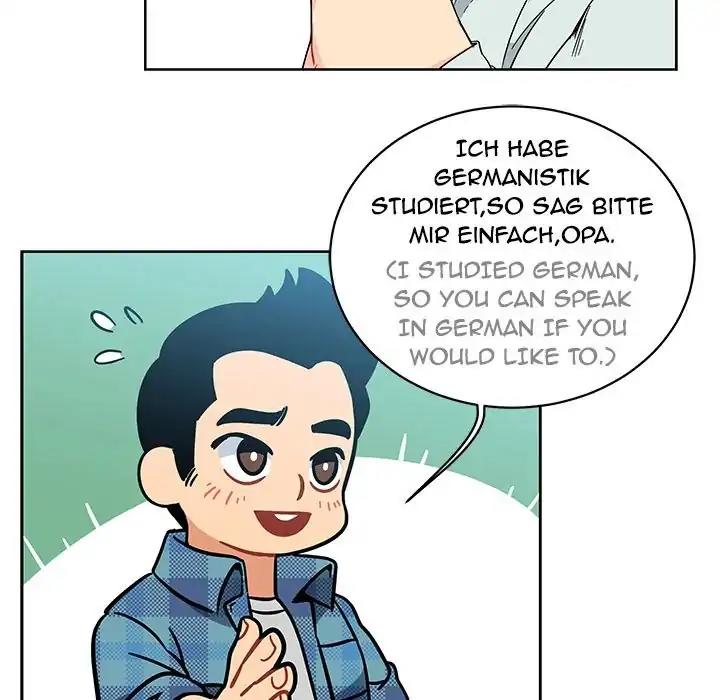 ICH HABE
GERMANISTIK
STUDIERT,SO SAG BITTE
MIR EINFACH,OPA.
(I STUDIED GERMAN,
SO YOU CAN SPEAK
IN GERMAN IF YOU
WOULD LIKE TO.)